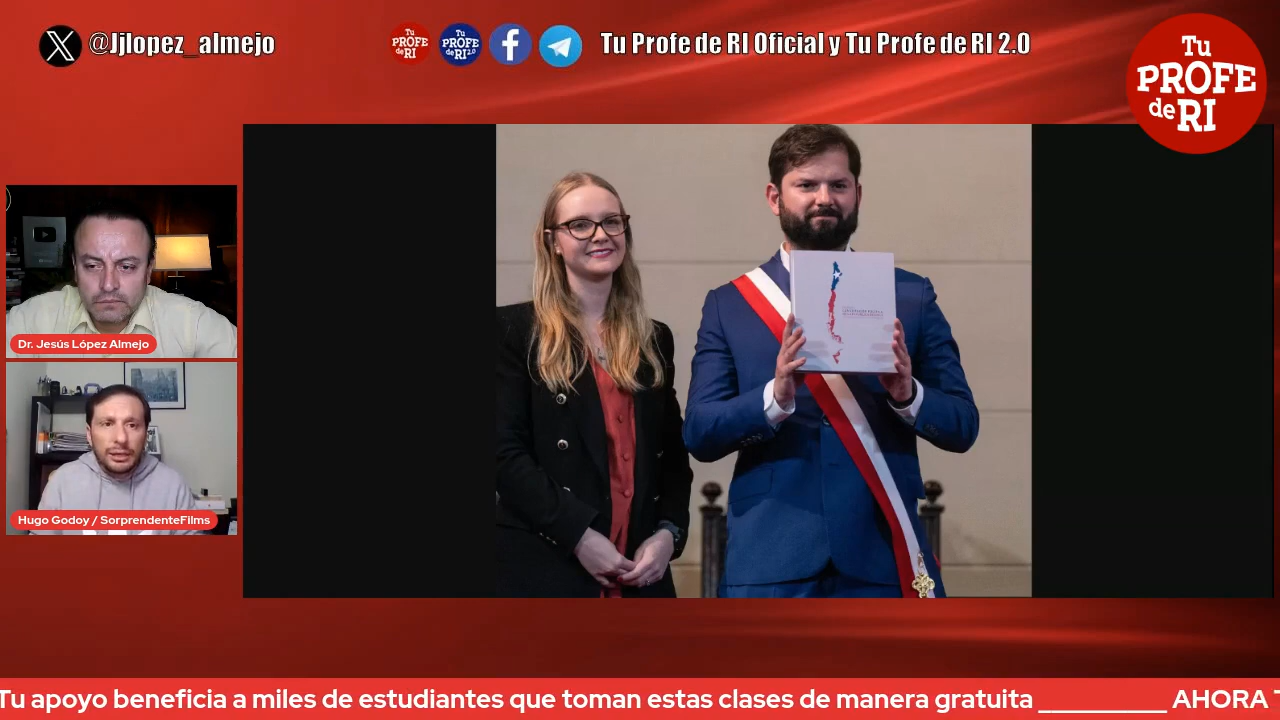 @Jjlopez_almejo
Tu
PROFE
de RI
Tu
PROFE
de RI 2.0
Tu Profe de RI Oficial y Tu Profe de RI 2.0
Tu
PROFE
de RI
Dr. Jesús López Almejo
Hugo Godoy / SorprendenteFilms
Tu apoyo beneficia a miles de estudiantes que toman estas clases de manera gratuita __________ AHORA T